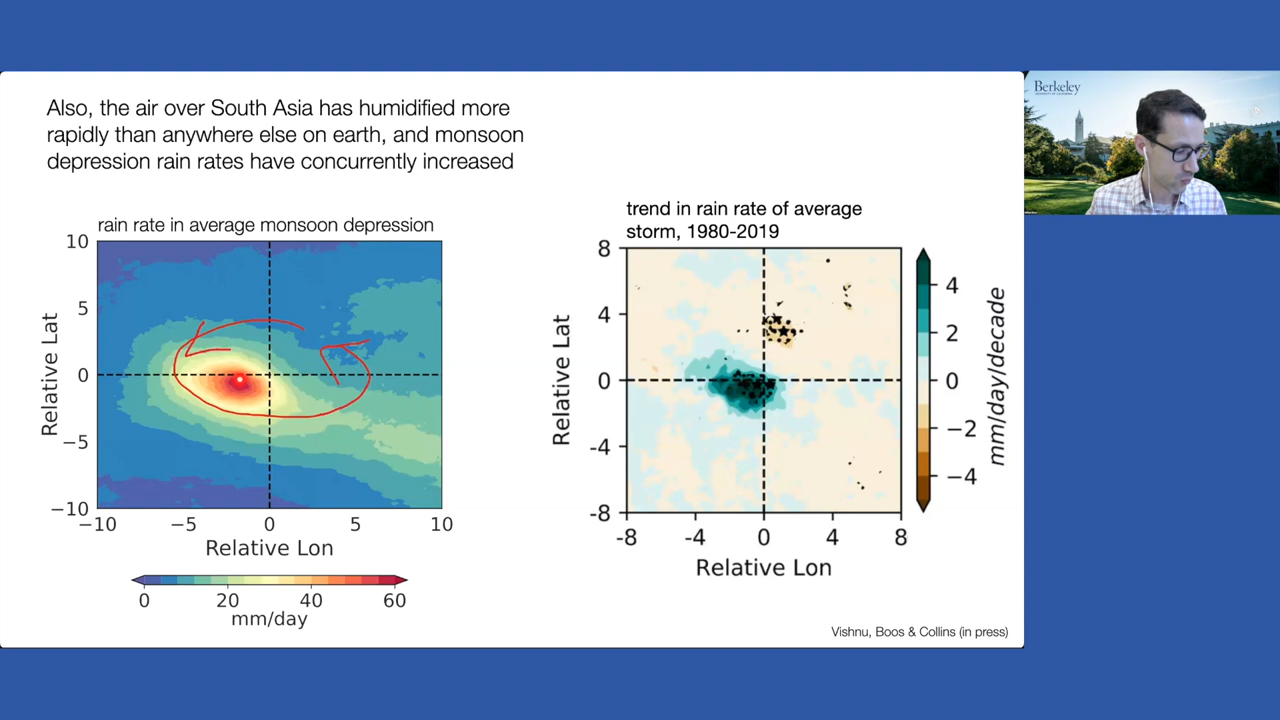 Also, the air over South Asia has humidified more
rapidly than anywhere else on earth, and monsoon
depression rain rates have concurrently increased
rain rate in average monsoon depression
10
5
0
−5
−10
Relative Lat
−10 −5 0 5 10
Relative Lon
0 20 40 60
mm/day
trend in rain rate of average
storm, 1980-2019
8
4
0
-4
-8
Relative Lat
-8 -4 0 4 8
Relative Lon
4
2
0
−2
−4
mm/day/decade
Vishnu, Boos & Collins (in press)
Berkeley